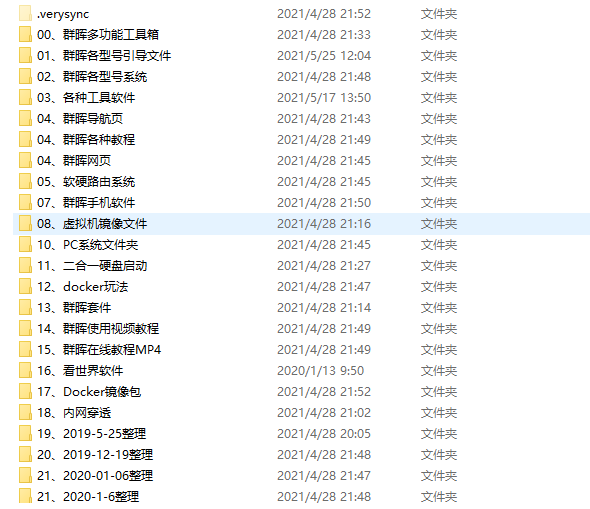 .verysync 2021/4/28 21:52 文件夹
00、群晖多功能工具箱 2021/4/28 21:33 文件夹
01、群晖各型号引导文件 2021/5/25 12:04 文件夹
02、群晖各型号系统 2021/4/28 21:48 文件夹
03、各种工具软件 2021/5/17 13:50 文件夹
04、群晖导航页 2021/4/28 21:43 文件夹
04、群晖各种教程 2021/4/28 21:49 文件夹
04、群晖网页 2021/4/28 21:45 文件夹
05、软硬路由系统 2021/4/28 21:45 文件夹
07、群晖手机软件 2021/4/28 21:50 文件夹
08、虚拟机镜像文件 2021/4/28 21:16 文件夹
10、PC系统文件夹 2021/4/28 21:45 文件夹
11、二合一硬盘启动 2021/4/28 21:27 文件夹
12、docker玩法 2021/4/28 21:47 文件夹
13、群晖套件 2021/4/28 21:14 文件夹
14、群晖使用视频教程 2021/4/28 21:49 文件夹
15、群晖在线教程MP4 2021/4/28 21:49 文件夹
16、看世界软件 2020/1/13 9:50 文件夹
17、Docker镜像包 2021/4/28 21:52 文件夹
18、内网穿透 2021/4/28 21:02 文件夹
19、2019-5-25整理 2021/4/28 20:05 文件夹
20、2019-12-19整理 2021/4/28 21:48 文件夹
21、2020-01-06整理 2021/4/28 21:47 文件夹
21、2020-1-6整理 2021/4/28 21:48 文件夹